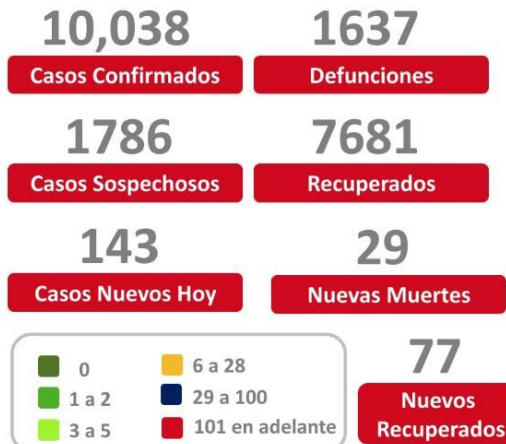 10,038
Casos Confirmados
1637
Defunciones
1786
Casos Sospechosos
7681
Recuperados
143
Casos Nuevos Hoy
29
Nuevas Muertes
0
1 a 2
3 a 5
6 a 28
29 a 100
101 en adelante
77
Nuevos
Recuperados